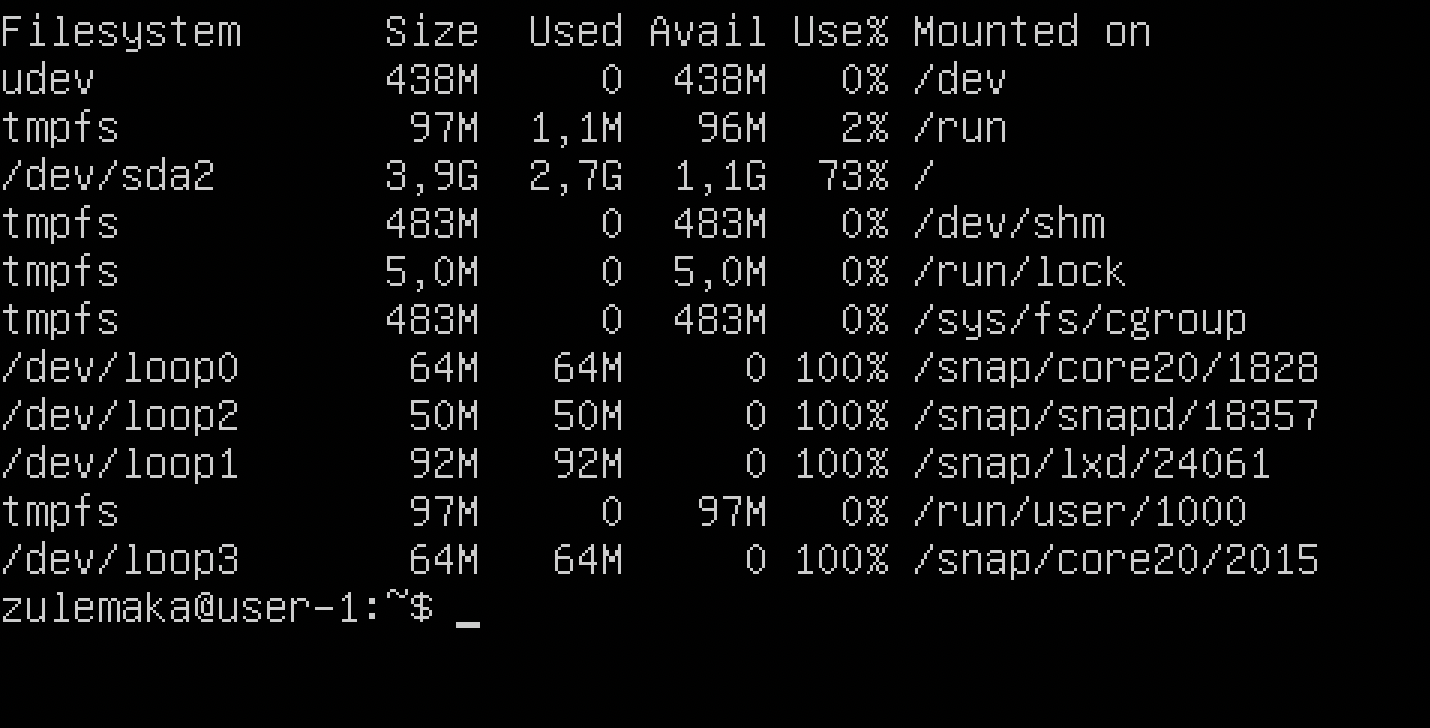 Filesystem      Size  Used Avail Use% Mounted on
udev            438M     0  438M   0% /dev
tmpfs            97M  1,1M   96M   2% /run
/dev/sda2       3,9G  2,7G  1,1G  73% /
tmpfs           483M     0  483M   0% /dev/shm
tmpfs           5,0M     0  5,0M   0% /run/lock
tmpfs           483M     0  483M   0% /sys/fs/cgroup
/dev/loop0       64M   64M     0 100% /snap/core20/1828
/dev/loop2       50M   50M     0 100% /snap/snapd/18357
/dev/loop1       92M   92M     0 100% /snap/lxd/24061
tmpfs            97M     0   97M   0% /run/user/1000
/dev/loop3       64M   64M     0 100% /snap/core20/2015
zulemaka@user-1:~$ _